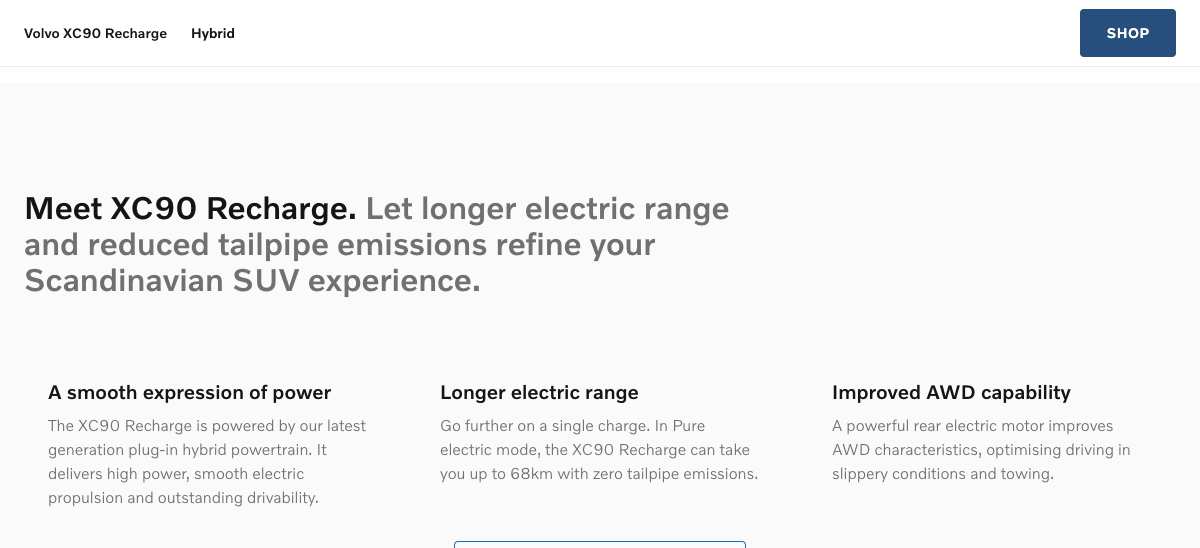 Volvo XC90 Recharge Hybrid SHOP
Meet XC90 Recharge. Let longer electric range
and reduced tailpipe emissions refine your
Scandinavian SUV experience.
A smooth expression of power
The XC90 Recharge is powered by our latest
generation plug-in hybrid powertrain. It
delivers high power, smooth electric
propulsion and outstanding drivability.
Longer electric range
Go further on a single charge. In Pure
electric mode, the XC90 Recharge can take
you up to 68km with zero tailpipe emissions.
Improved AWD capability
A powerful rear electric motor improves
AWD characteristics, optimising driving in
slippery conditions and towing.